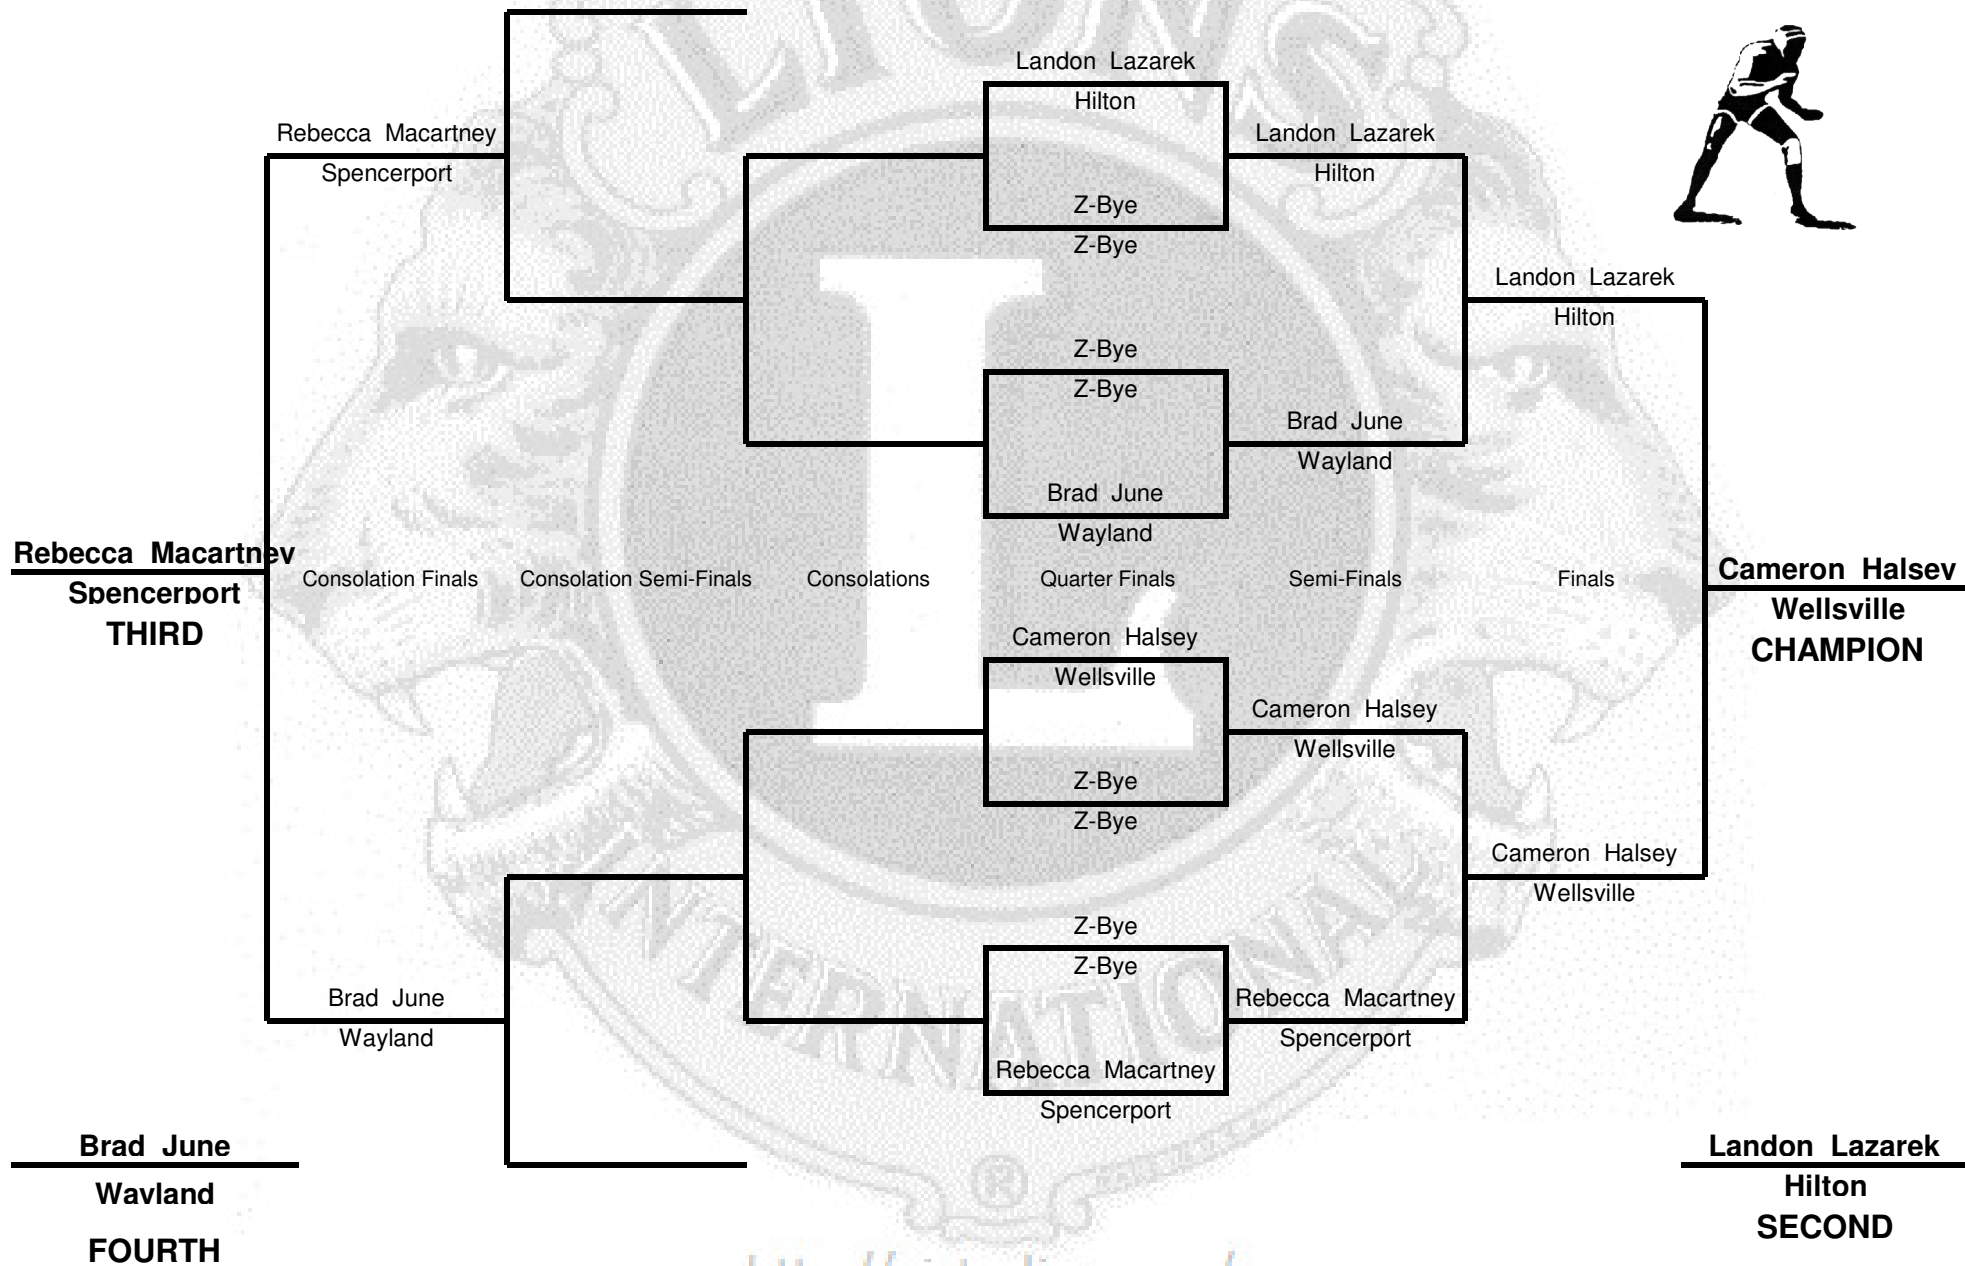 LIONS
Landon Lazarek
Hilton
Rebecca Macartney
Spencerport
Landon Lazarek
Hilton
Z-Bye
Z-Bye
Landon Lazarek
Hilton
Z-Bye
Z-Bye
Brad June
Wayland
Brad June
Wayland
Rebecca Macartney
Spencerport
THIRD
Consolation Finals
Consolation Semi-Finals
Consolations
Quarter Finals
Semi-Finals
Finals
Cameron Halsey
Wellsville
CHAMPION
L
Cameron Halsey
Wellsville
Cameron Halsey
Wellsville
Z-Bye
Z-Bye
Cameron Halsey
Wellsville
Z-Bye
Z-Bye
Brad June
Wayland
Rebecca Macartney
Spencerport
Rebecca Macartney
Spencerport
INTERNATIONAL
®
Brad June
Wayland
FOURTH
Landon Lazarek
Hilton
SECOND